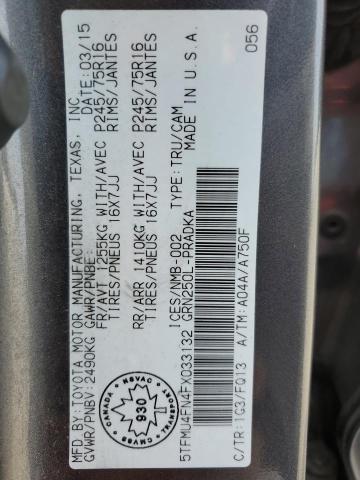 MFD.BY:TOYOTA MOTOR MANUFACTURING, TEXAS, INC.
GVWR/PNBV:2490KG GAWR/PNBE: DATE:03/15
FR/AVT 1255KG WITH/AVEC P245/75R16
TIRES/PNEUS 16X7JJ RIMS/JANTES
RR/ARR 1410KG WITH/AVEC P245/75R16
TIRES/PNEUS 16X7JJ RIMS/JANTES
ICES/NMB-002 TYPE:TRU/CAM
5TFMU4FN4FX033132 GRN250L-PRADKA MADE IN U.S.A.
C/TR:1G3/FQ13 A/TM:A04A/A750F 056
CANADA
NSVAC
TRANSPORT
CMVSS
930